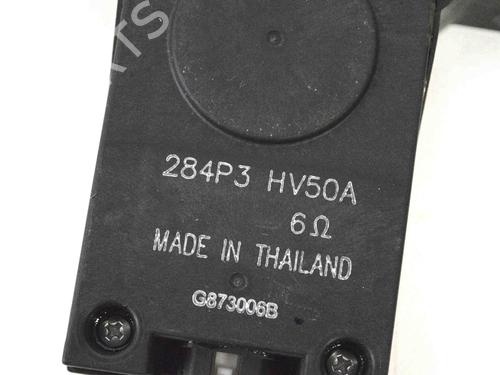 284P3 HV50A
6Ω
MADE IN THAILAND
G873006B